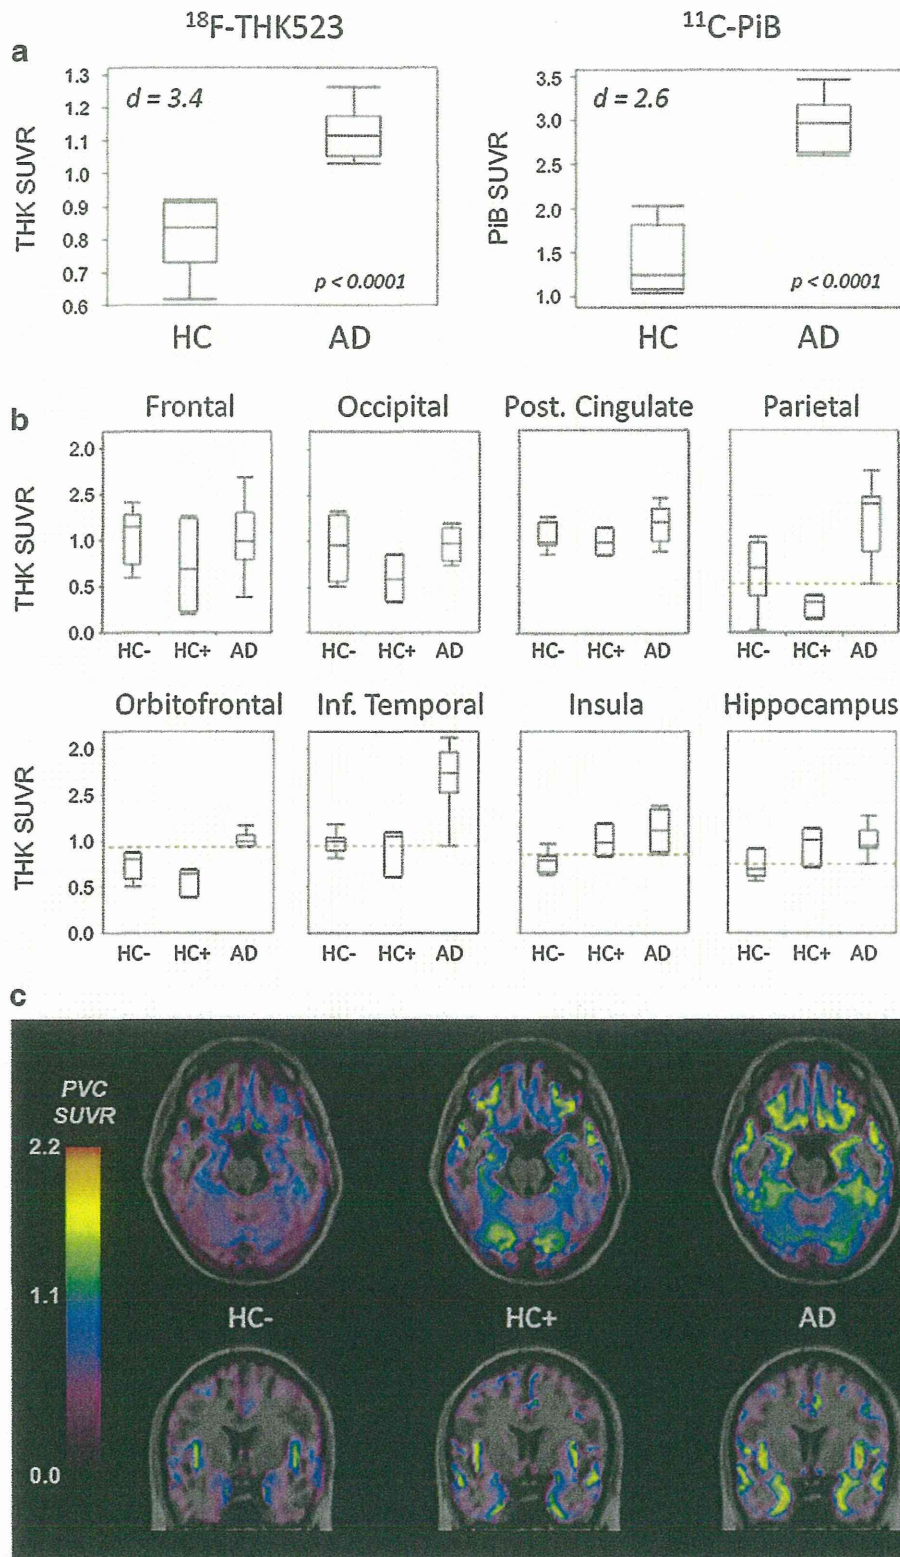 18F-THK523
11C-PiB
a
THK SUVR
1.3
1.2
1.1
1.0
0.9
0.8
0.7
0.6
d = 3.4
p < 0.0001
HC AD
PiB SUVR
3.5
3.0
2.5
2.0
1.5
1.0
d = 2.6
p < 0.0001
HC AD
b
Frontal Occipital Post. Cingulate Parietal
THK SUVR
2.0
2.5
1.0
0.5
0.0
HC- HC+ AD HC- HC+ AD HC- HC+ AD HC- HC+ AD
Orbitofrontal Inf. Temporal Insula Hippocampus
THK SUVR
2.0
2.5
1.0
0.5
0.0
HC- HC+ AD HC- HC+ AD HC- HC+ AD HC- HC+ AD
c
PVC
SUVR
2.2
1.1
0.0
HC- HC+ AD